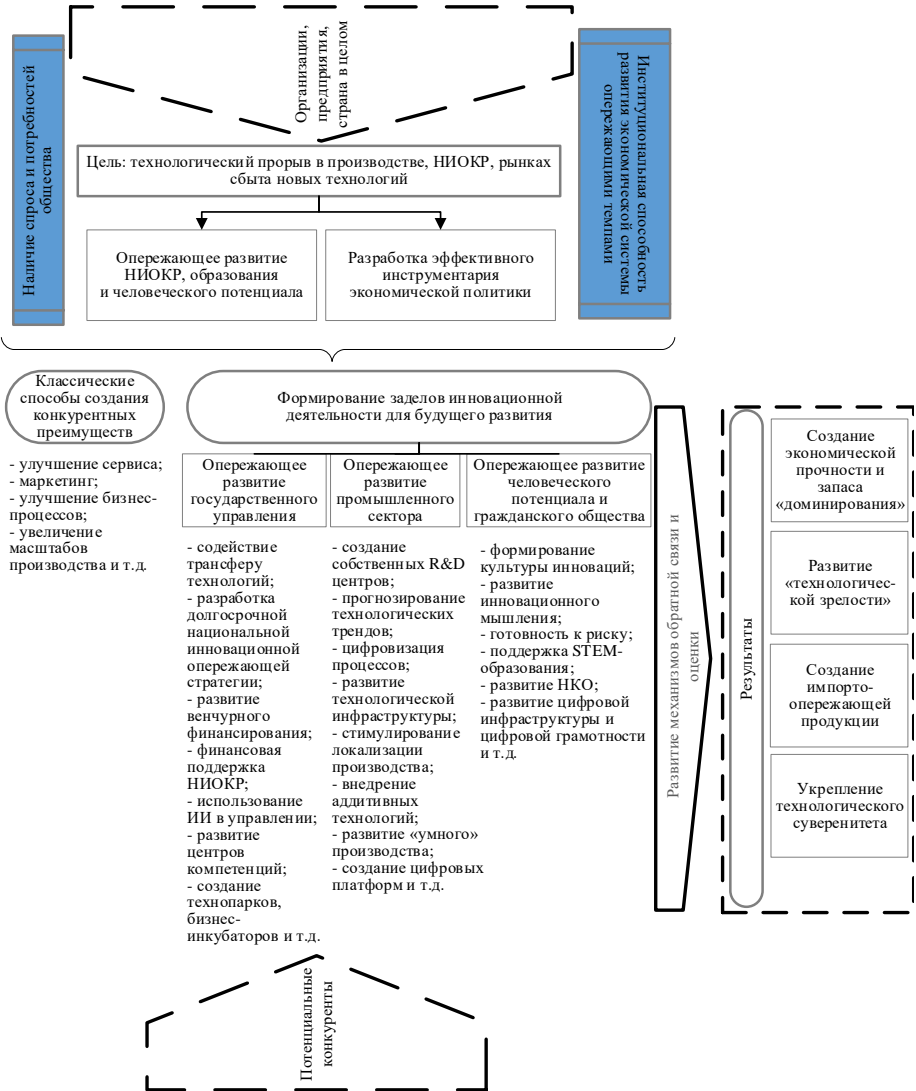 Организации,
предприятия,
страна в целом
Наличие спроса и потребностей
общества
Институциональная способность
развития экономической системы
опережающими темпами
Цель: технологический прорыв в производстве, НИОКР, рынках
сбыта новых технологий
Опережающее развитие
НИОКР, образования
и человеческого потенциала
Разработка эффективного
инструментария
экономической политики
Классические
способы создания
конкурентных
преимуществ
- улучшение сервиса;
- маркетинг;
- улучшение бизнес-
процессов;
- увеличение
масштабов
производства и т.д.
Формирование заделов инновационной
деятельности для будущего развития
Опережающее
развитие
государственного
управления
- содействие
трансферу
технологий;
- разработка
долгосрочной
национальной
инновационной
опережающей
стратегии;
- развитие
венчурного
финансирования;
- финансовая
поддержка
НИОКР;
- использование
ИИ в управлении;
- развитие
центров
компетенций;
- создание
технопарков,
бизнес-
инкубаторов и т.д.
Опережающее
развитие
промышленного
сектора
- создание
собственных R&D
центров;
- прогнозирование
технологических
трендов;
- цифровизация
процессов;
- развитие
технологической
инфраструктуры;
- стимулирование
локализации
производства;
- внедрение
аддитивных
технологий;
- развитие «умного»
производства;
- создание цифровых
платформ и т.д.
Опережающее развитие
человеческого
потенциала и
гражданского общества
- формирование
культуры инноваций;
- развитие
инновационного
мышления;
- готовность к риску;
- поддержка STEM-
образования;
- развитие НКО;
- развитие цифровой
инфраструктуры и
цифровой грамотности
и т.д.
Развитие механизмов обратной связи и
оценки
Результаты
Создание
экономической
прочности и
запаса
«доминирования»
Развитие
«технологичес-
кой зрелости»
Создание
импорто-
опережающей
продукции
Укрепление
технологического
суверенитета
Потенциальные
конкуренты